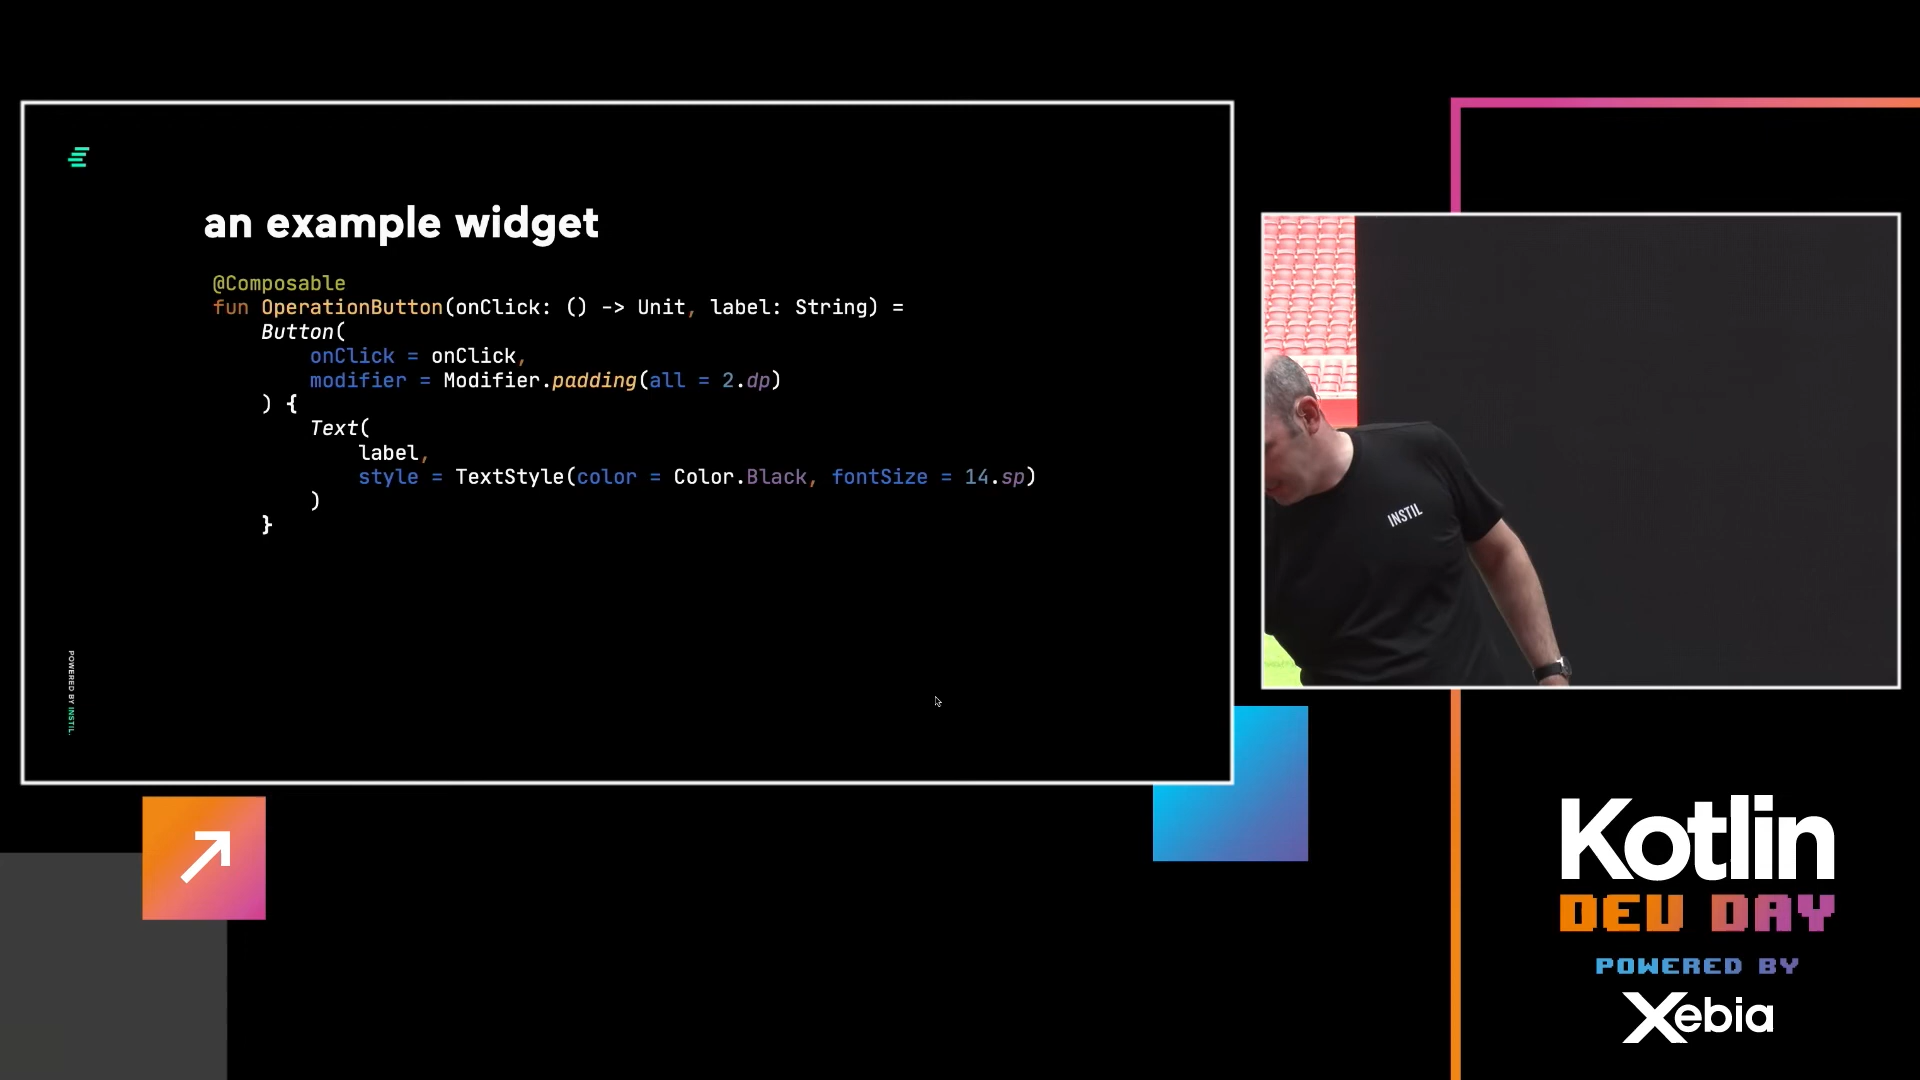 an example widget
@Composable
fun OperationButton(onClick: () -> Unit, label: String) =
    Button(
        onClick = onClick,
        modifier = Modifier.padding(all = 2.dp)
    ) {
        Text(
            label,
            style = TextStyle(color = Color.Black, fontSize = 14.sp)
        )
    }
POWERED BY INSTIL.
INSTIL
Kotlin
DEV DAY
POWERED BY
Xebia